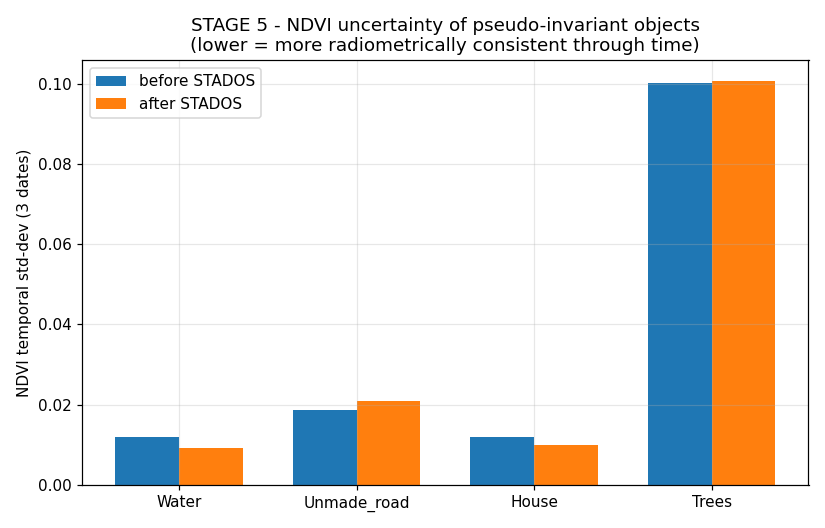 STAGE 5 - NDVI uncertainty of pseudo-invariant objects
(lower = more radiometrically consistent through time)
before STADOS
after STADOS
NDVI temporal std-dev (3 dates)
0.10
0.08
0.06
0.04
0.02
0.00
Water
Unmade_road
House
Trees